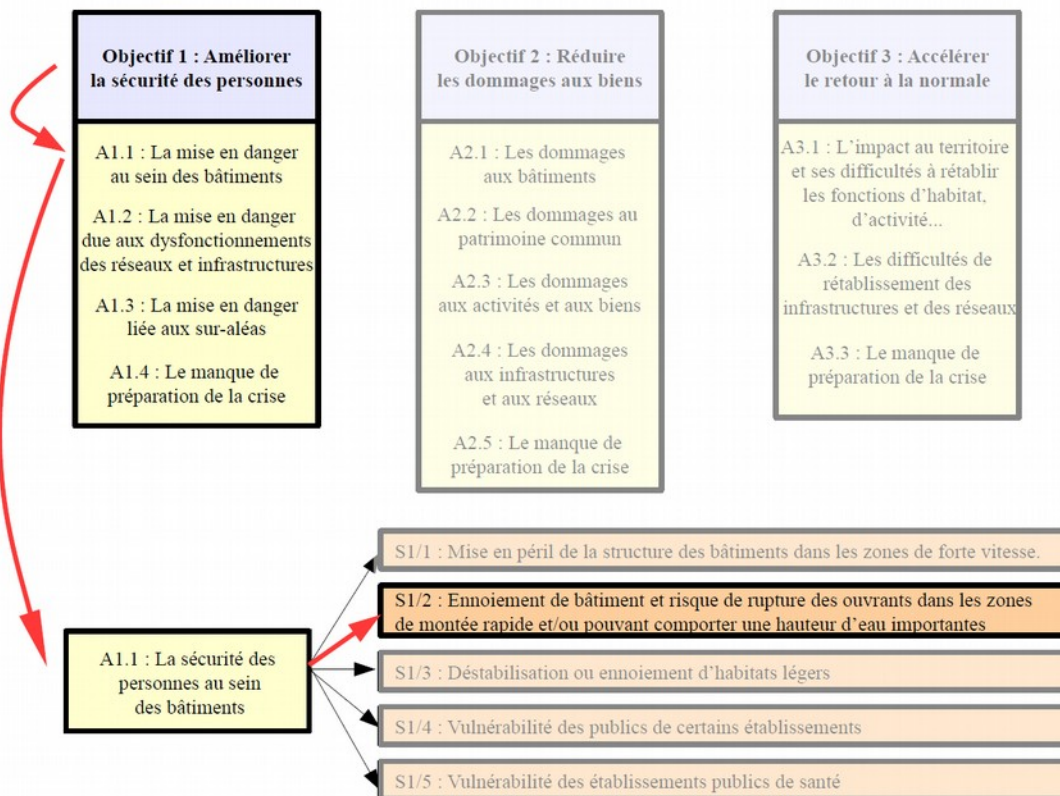 Objectif 1 : Améliorer
la sécurité des personnes
A1.1 : La mise en danger
au sein des bâtiments
A1.2 : La mise en danger
due aux dysfonctionnements
des réseaux et infrastructures
A1.3 : La mise en danger
liée aux sur-aléas
A1.4 : Le manque de
préparation de la crise
Objectif 2 : Réduire
les dommages aux biens
A2.1 : Les dommages
aux bâtiments
A2.2 : Les dommages au
patrimoine commun
A2.3 : Les dommages
aux activités et aux biens
A2.4 : Les dommages
aux infrastructures
et aux réseaux
A2.5 : Le manque de
préparation de la crise
Objectif 3 : Accélérer
le retour à la normale
A3.1 : L'impact au territoire
et ses difficultés à rétablir
les fonctions d'habitat,
d'activité...
A3.2 : Les difficultés de
rétablissement des
infrastructures et des réseaux
A3.3 : Le manque de
préparation de la crise
A1.1 : La sécurité des
personnes au sein
des bâtiments
S1/1 : Mise en péril de la structure des bâtiments dans les zones de forte vitesse.
S1/2 : Ennoiement de bâtiment et risque de rupture des ouvrants dans les zones
de montée rapide et/ou pouvant comporter une hauteur d'eau importantes
S1/3 : Déstabilisation ou ennoiement d'habitats légers
S1/4 : Vulnérabilité des publics de certains établissements
S1/5 : Vulnérabilité des établissements publics de santé